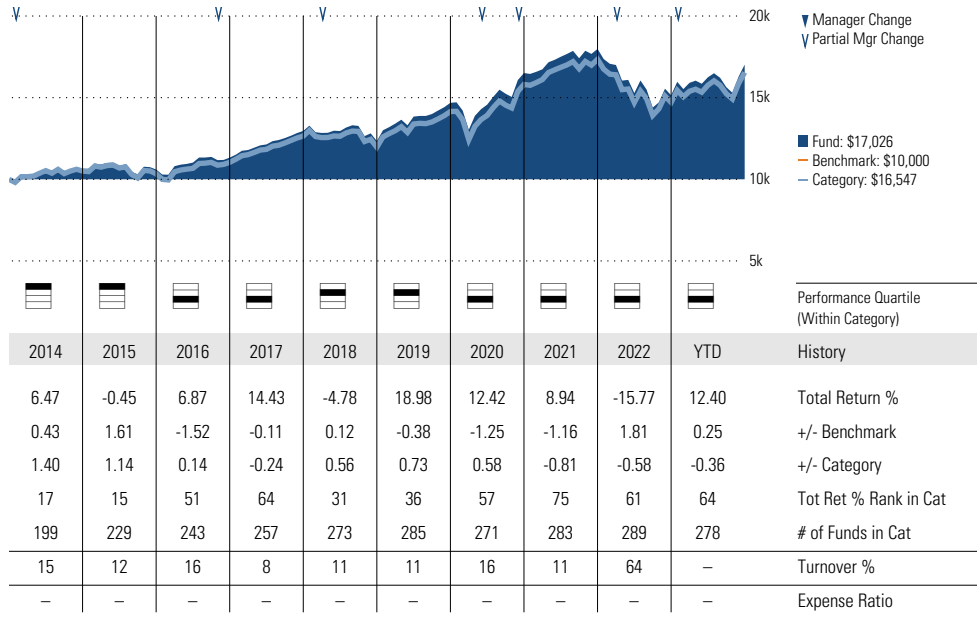 20k
15k
10k
5k
Manager Change
Partial Mgr Change
Fund: $17,026
Benchmark: $10,000
Category: $16,547
Performance Quartile
(Within Category)
2014 2015 2016 2017 2018 2019 2020 2021 2022 YTD History
6.47 -0.45 6.87 14.43 -4.78 18.98 12.42 8.94 -15.77 12.40 Total Return %
0.43 1.61 -1.52 -0.11 0.12 -0.38 -1.25 -1.16 1.81 0.25 +/- Benchmark
1.40 1.14 0.14 -0.24 0.56 0.73 0.58 -0.81 -0.58 -0.36 +/- Category
17 15 51 64 31 36 57 75 61 64 Tot Ret % Rank in Cat
199 229 243 257 273 285 271 283 289 278 # of Funds in Cat
15 12 16 8 11 11 16 11 64 – Turnover %
– – – – – – – – – – Expense Ratio